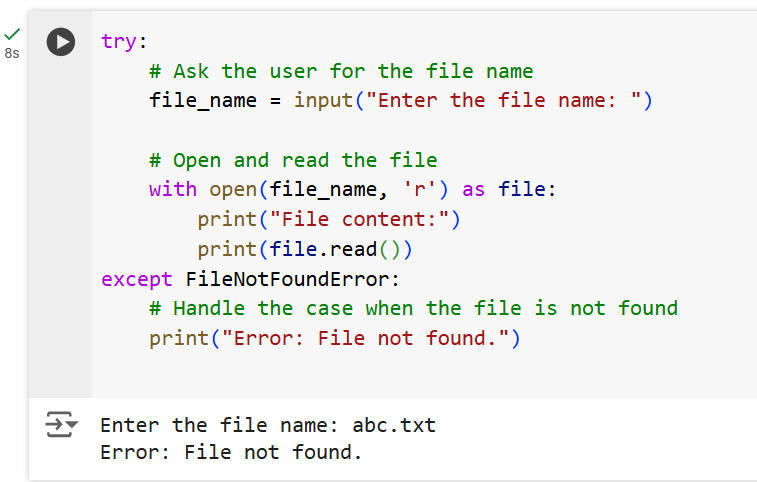 8s
try:
    # Ask the user for the file name
    file_name = input("Enter the file name: ")

    # Open and read the file
    with open(file_name, 'r') as file:
        print("File content:")
        print(file.read())
except FileNotFoundError:
    # Handle the case when the file is not found
    print("Error: File not found.")

Enter the file name: abc.txt
Error: File not found.